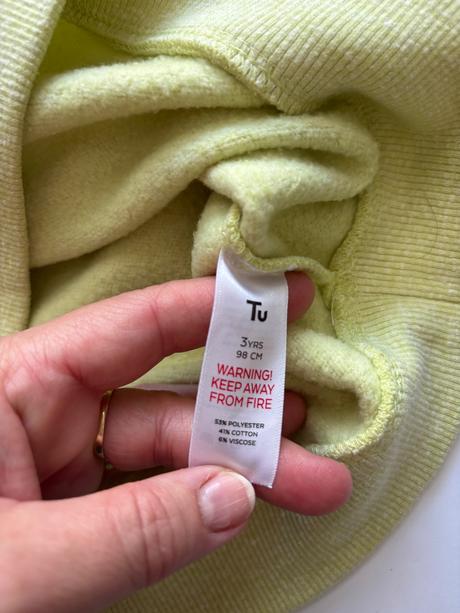 Tu
3YRS
98 CM
WARNING!
KEEP AWAY
FROM FIRE
53% POLYESTER
41% COTTON
6% VISCOSE